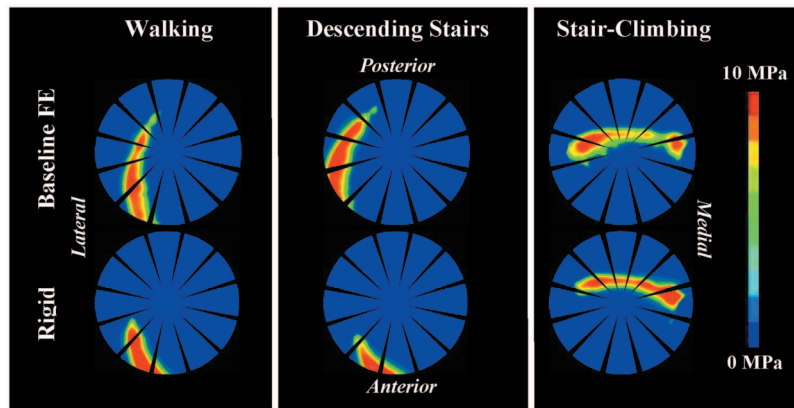 Walking
Descending Stairs
Stair-Climbing
Posterior
10 MPa
Baseline FE
Lateral
Medial
Rigid
Anterior
0 MPa